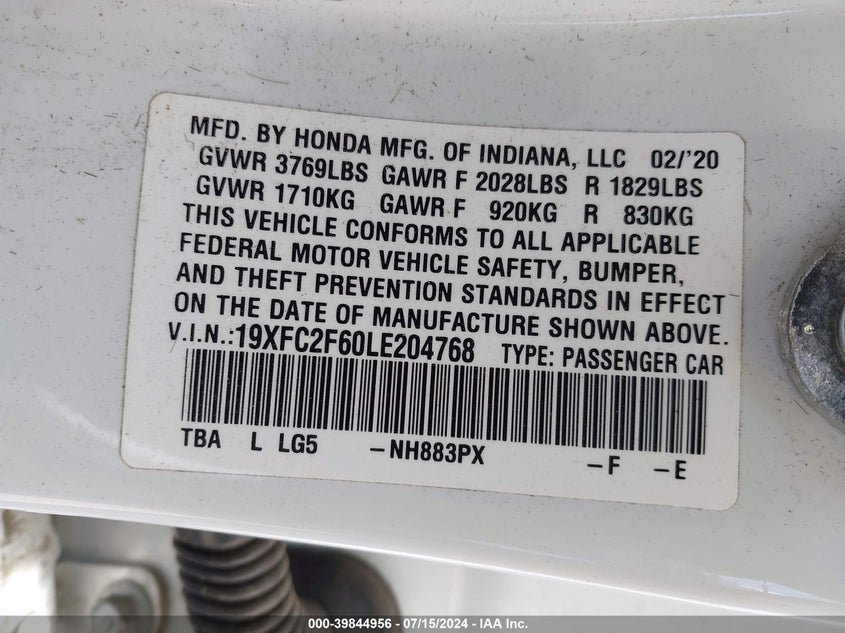 MFD. BY HONDA MFG. OF INDIANA, LLC 02/'20
GVWR 3769LBS GAWR F 2028LBS R 1829LBS
GVWR 1710KG GAWR F 920KG R 830KG
THIS VEHICLE CONFORMS TO ALL APPLICABLE
FEDERAL MOTOR VEHICLE SAFETY, BUMPER,
AND THEFT PREVENTION STANDARDS IN EFFECT
ON THE DATE OF MANUFACTURE SHOWN ABOVE.
V.I.N.:19XFC2F60LE204768 TYPE: PASSENGER CAR
TBA L LG5 -NH883PX -F -E
000-39844956 - 07/15/2024 - IAA Inc.